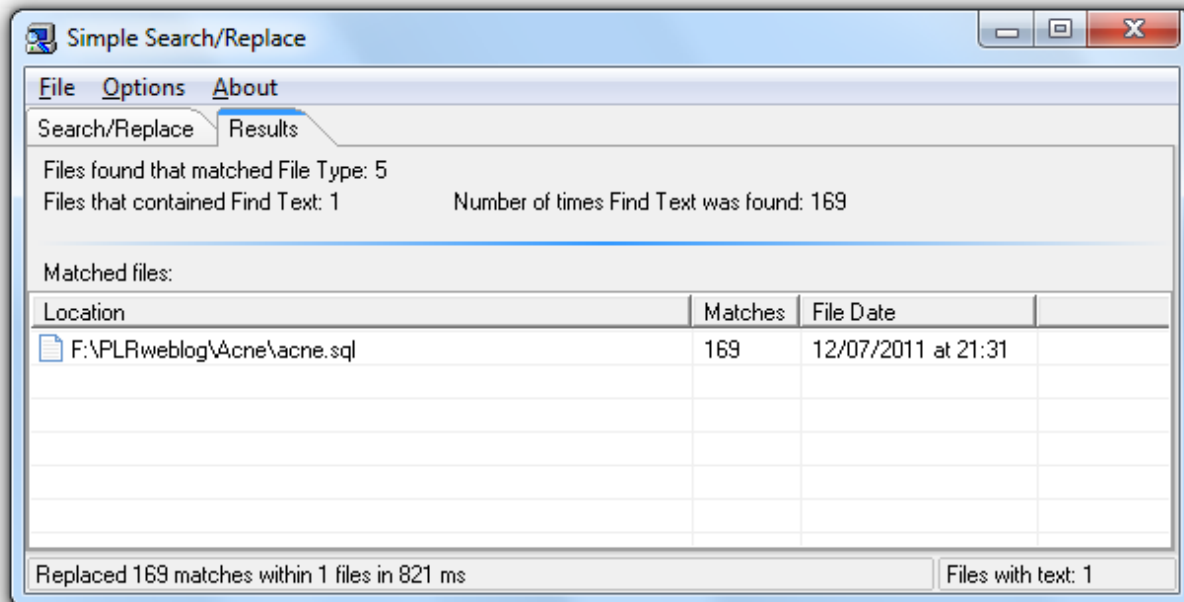 Simple Search/Replace
File Options About
Search/Replace Results
Files found that matched File Type: 5
Files that contained Find Text: 1 Number of times Find Text was found: 169
Matched files:
Location Matches File Date
F:\PLRweblog\Acne\acne.sql 169 12/07/2011 at 21:31
Replaced 169 matches within 1 files in 821 ms Files with text: 1